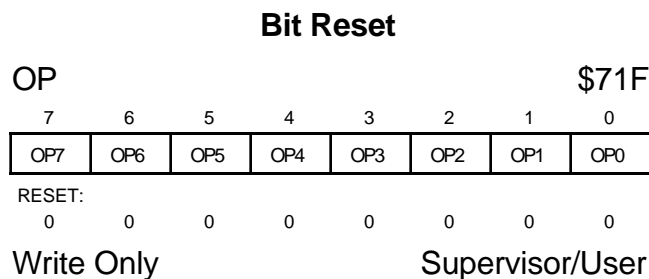 Bit Reset
OP $71F
7 6 5 4 3 2 1 0
OP7 OP6 OP5 OP4 OP3 OP2 OP1 OP0
RESET:
0 0 0 0 0 0 0 0
Write Only Supervisor/User